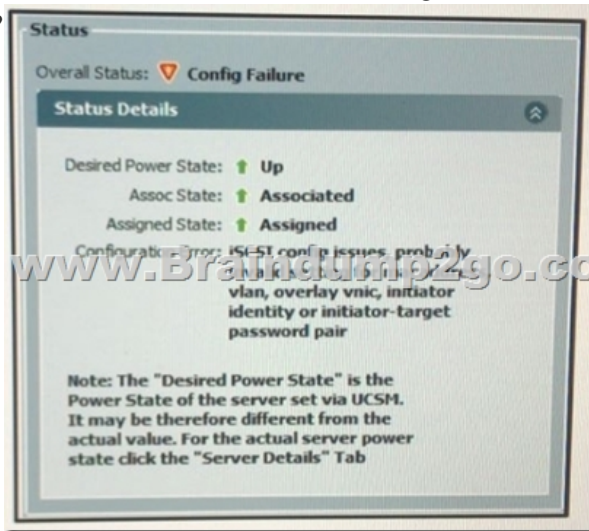 Status
Overall Status: Config Failure
Status Details
Desired Power State: Up
Assoc State: Associated
Assigned State: Assigned
Configuration Error: iSCSI config issues, probably
www.Braindump2go.co
vlan, overlay vnic, initiator
identity or initiator-target
password pair
Note: The "Desired Power State" is the
Power State of the server set via UCSM.
It may be therefore different from the
actual value. For the actual server power
state click the "Server Details" Tab